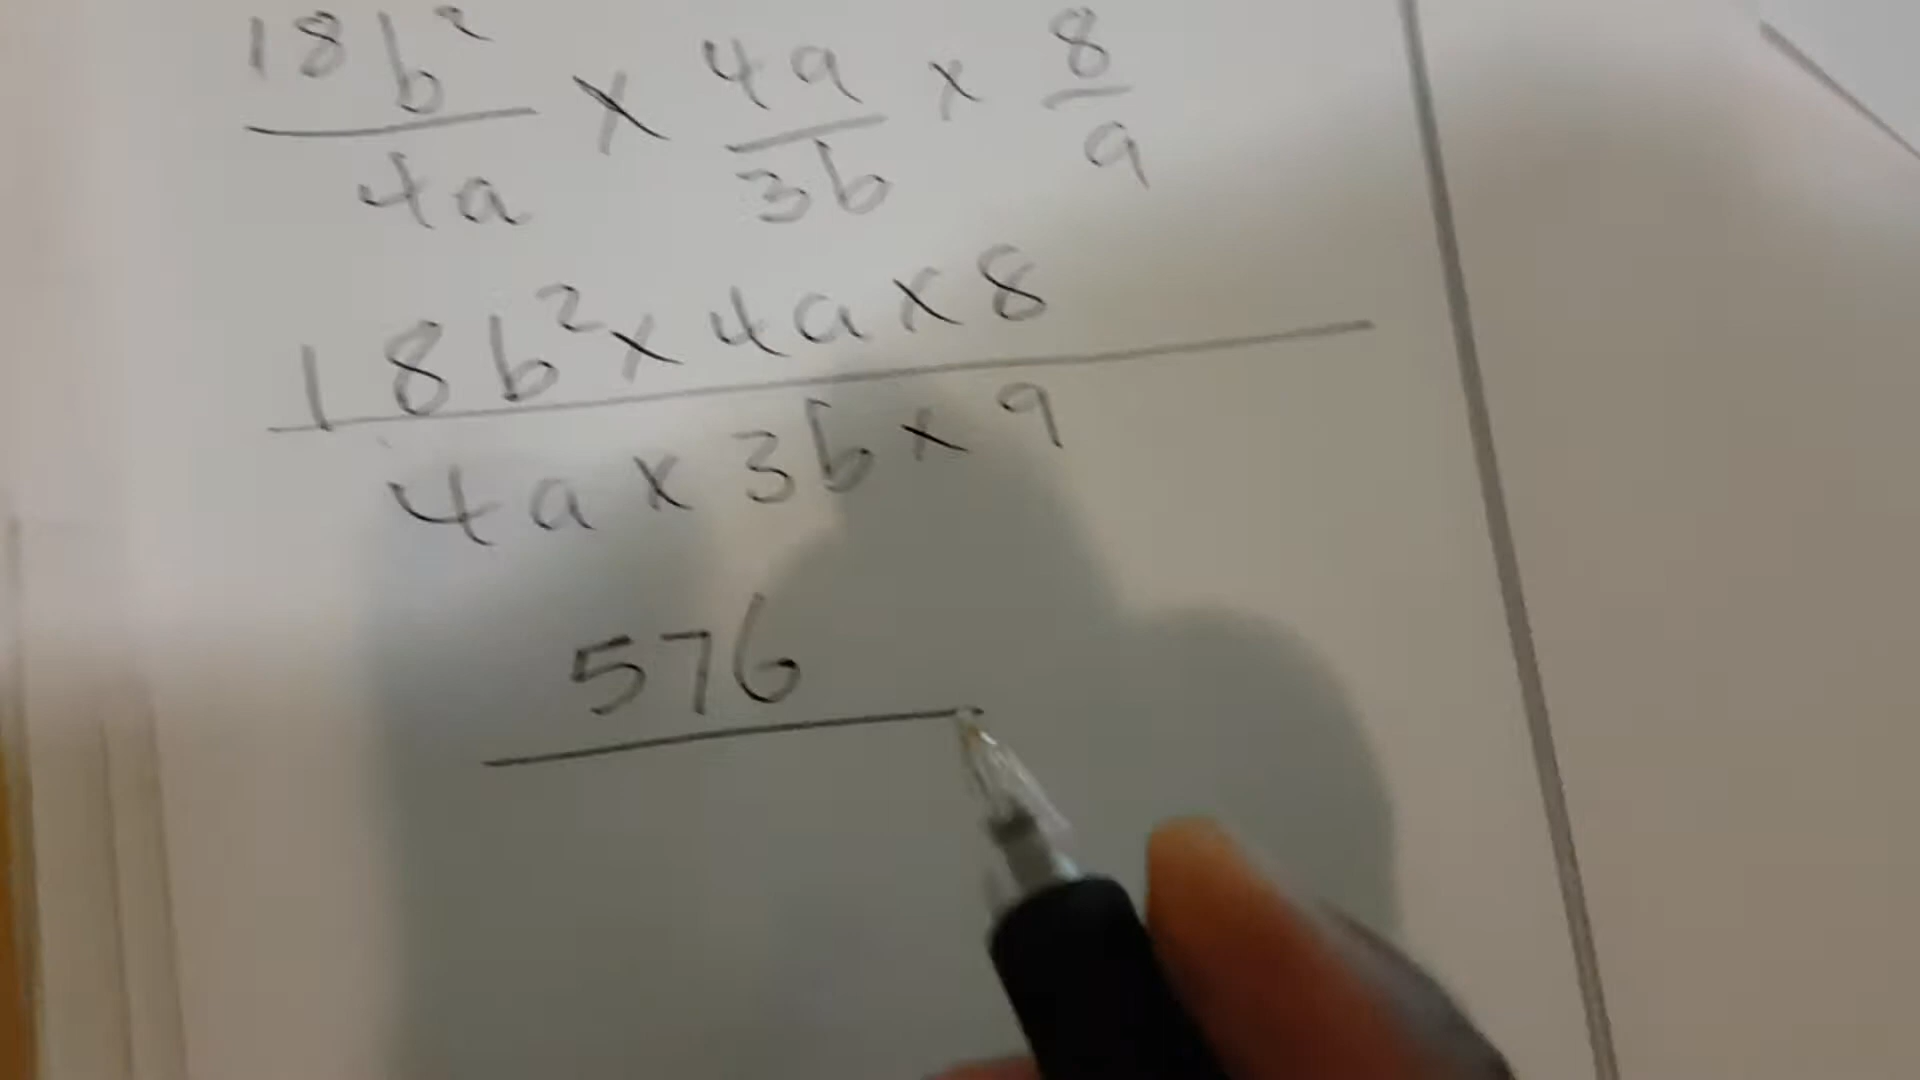 18b²/4a × 4a/3b × 8/9
18b² × 4a × 8
4a × 3b × 9
576